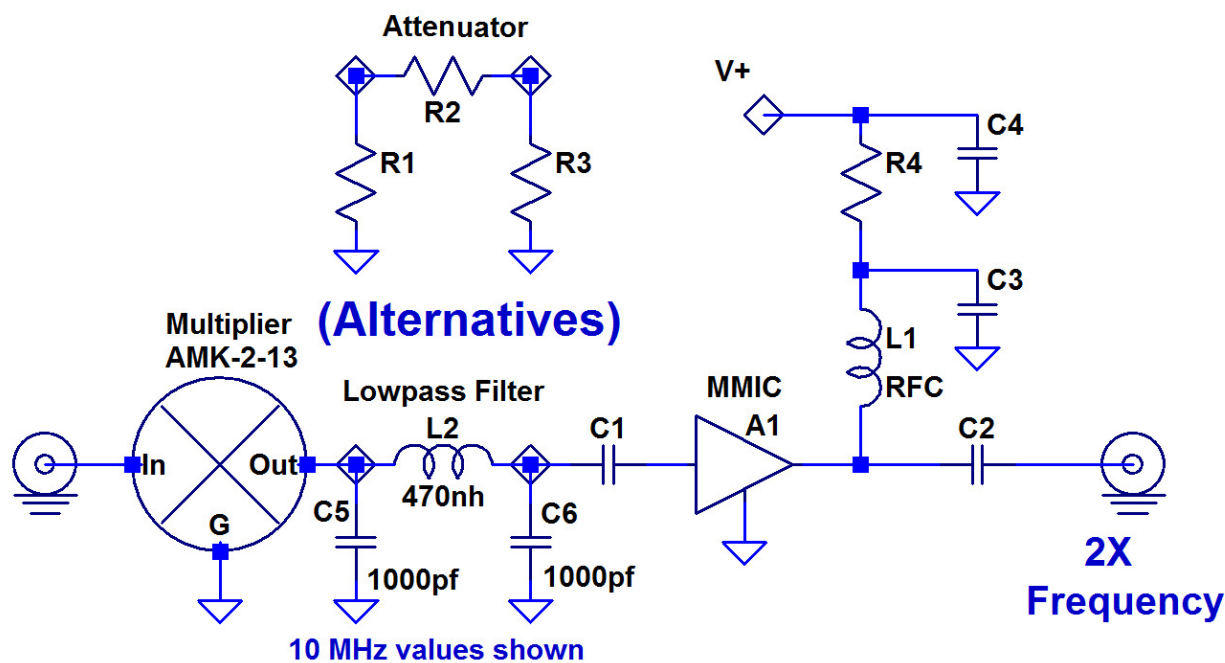 Attenuator
R2
R1
R3
V+
C4
R4
C3
(Alternatives)
Multiplier
AMK-2-13
L1
RFC
Lowpass Filter
L2
470nh
MMIC
A1
C1
C2
In
Out
G
C5
C6
1000pf
1000pf
2X
Frequency
10 MHz values shown